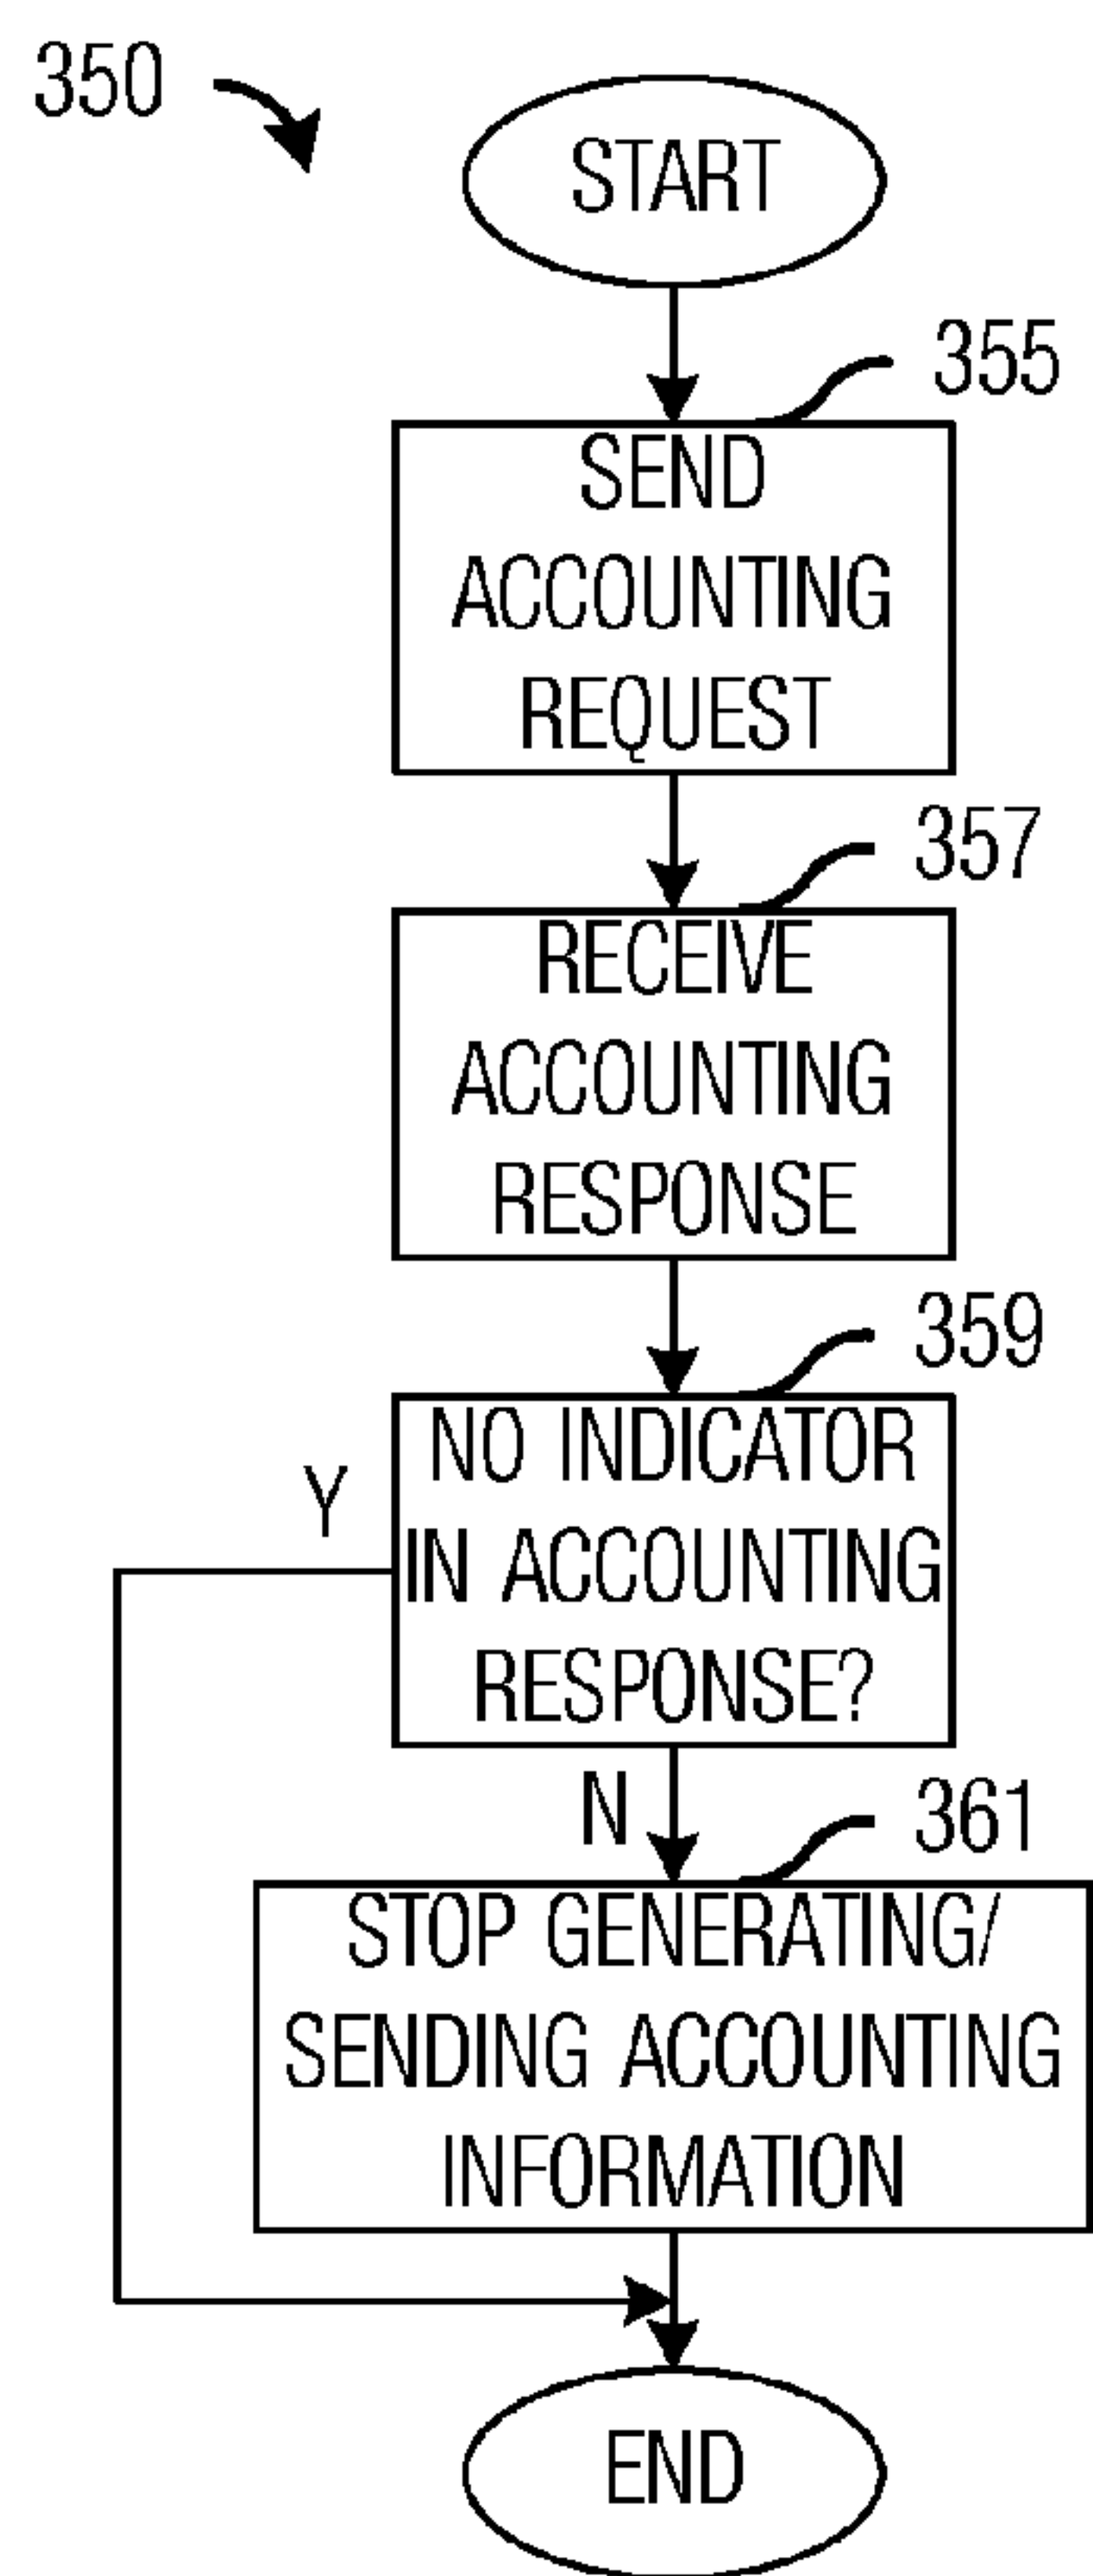 350
START
355
SEND
ACCOUNTING
REQUEST
357
RECEIVE
ACCOUNTING
RESPONSE
359
NO INDICATOR
IN ACCOUNTING
RESPONSE?
Y
N
361
STOP GENERATING/
SENDING ACCOUNTING
INFORMATION
END